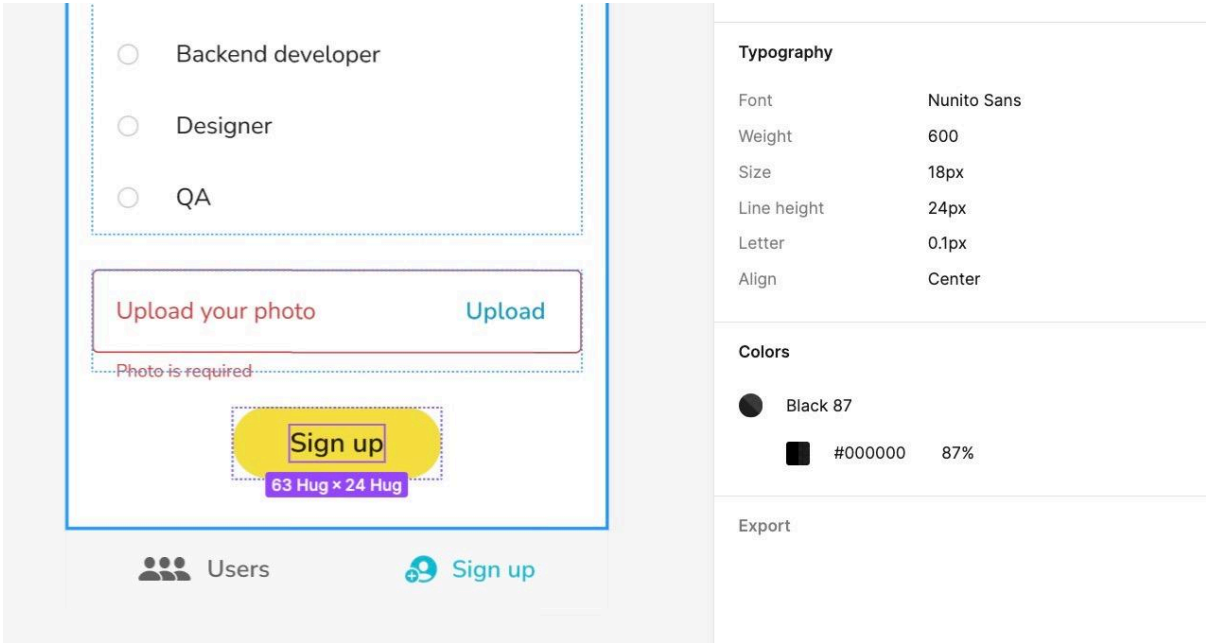 Backend developer
Designer
QA
Upload your photo Upload
Photo is required
Sign up
63 Hug × 24 Hug
Users Sign up
Typography
Font Nunito Sans
Weight 600
Size 18px
Line height 24px
Letter 0.1px
Align Center
Colors
Black 87
#000000 87%
Export